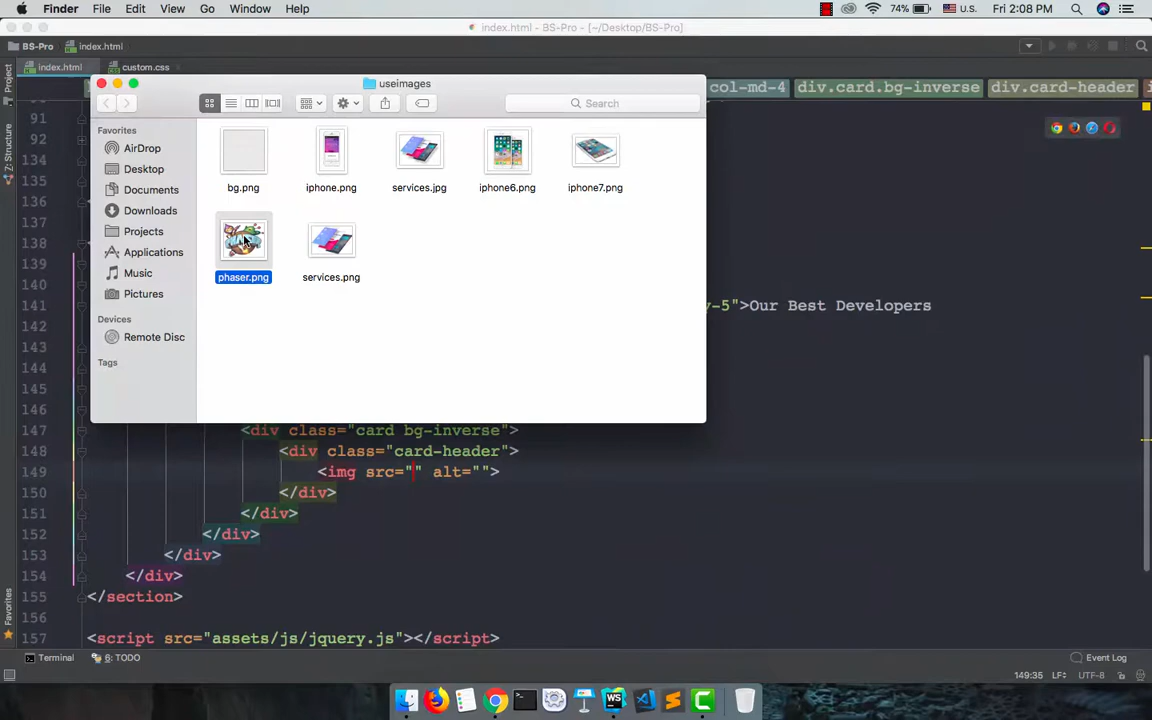 Finder File Edit View Go Window Help 74% U.S. Fri 2:08 PM
index.html - BS-Pro - [~/Desktop/BS-Pro]
BS-Pro index.html
index.html custom.css
useimages
Search
col-md-4 div.card.bg-inverse div.card-header
Favorites
AirDrop
Desktop
Documents
Downloads
Projects
Applications
Music
Pictures
Devices
Remote Disc
Tags
bg.png iphone.png services.jpg iphone6.png iphone7.png
phaser.png services.png
Project
7: Structure
Favorites
91
92
134
135
136
137
138
139
140
141 y-5">Our Best Developers
142
143
144
145
146
147 <div class="card bg-inverse">
148 <div class="card-header">
149 <img src="" alt="">
150 </div>
151 </div>
152 </div>
153 </div>
154 </div>
155 </section>
156
157 <script src="assets/js/jquery.js"></script>
Terminal 6: TODO Event Log
149:35 LF UTF-8